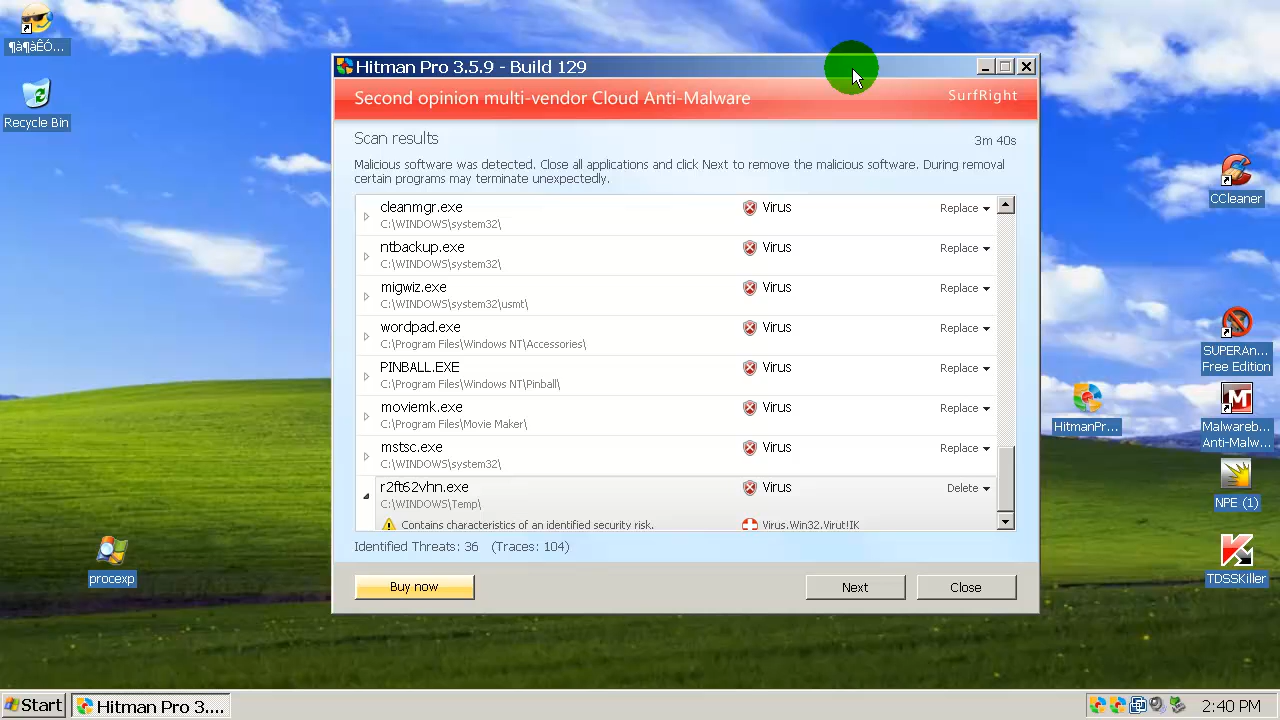 ¶à¶àÊÓ...
Recycle Bin
procexp
Hitman Pro 3.5.9 - Build 129
Second opinion multi-vendor Cloud Anti-Malware
SurfRight
Scan results
3m 40s
Malicious software was detected. Close all applications and click Next to remove the malicious software. During removal
certain programs may terminate unexpectedly.
cleanmgr.exe Virus Replace
C:\WINDOWS\system32\
ntbackup.exe Virus Replace
C:\WINDOWS\system32\
migwiz.exe Virus Replace
C:\WINDOWS\system32\usmt\
wordpad.exe Virus Replace
C:\Program Files\Windows NT\Accessories\
PINBALL.EXE Virus Replace
C:\Program Files\Windows NT\Pinball\
moviemk.exe Virus Replace
C:\Program Files\Movie Maker\
mstsc.exe Virus Replace
C:\WINDOWS\system32\
r2ft62vhn.exe Virus Delete
C:\WINDOWS\Temp\
Contains characteristics of an identified security risk. Virus.Win32.Virut!IK
Identified Threats: 36 (Traces: 104)
Buy now
Next
Close
HitmanPr...
CCleaner
SUPERAn...
Free Edition
Malwareb...
Anti-Malw...
NPE (1)
TDSSKiller
Start
Hitman Pro 3....
2:40 PM